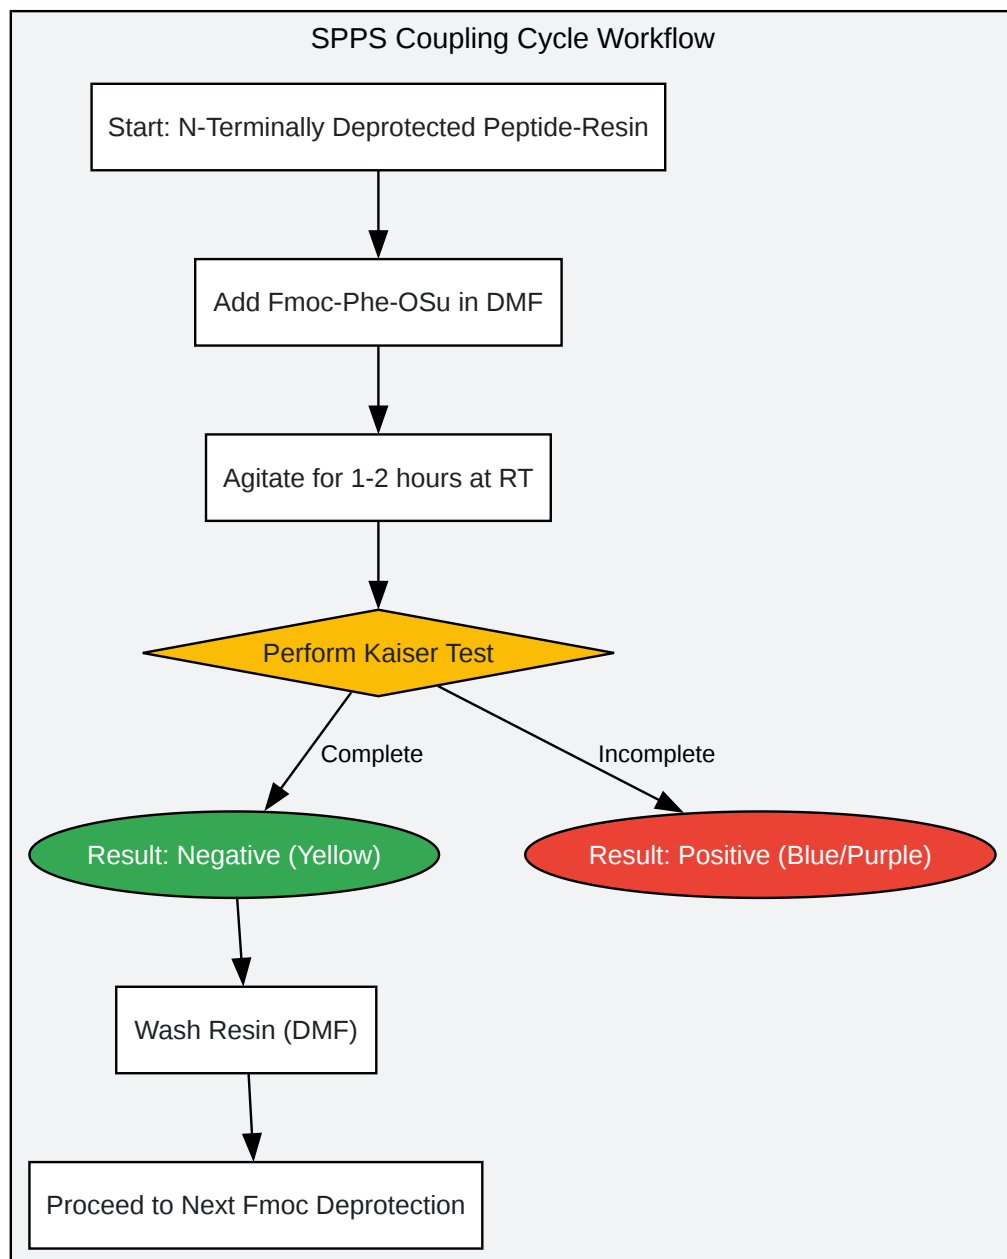 SPPS Coupling Cycle Workflow
Start: N-Terminally Deprotected Peptide-Resin
Add Fmoc-Phe-OSu in DMF
Agitate for 1-2 hours at RT
Perform Kaiser Test
Complete
Incomplete
Result: Negative (Yellow)
Result: Positive (Blue/Purple)
Wash Resin (DMF)
Proceed to Next Fmoc Deprotection